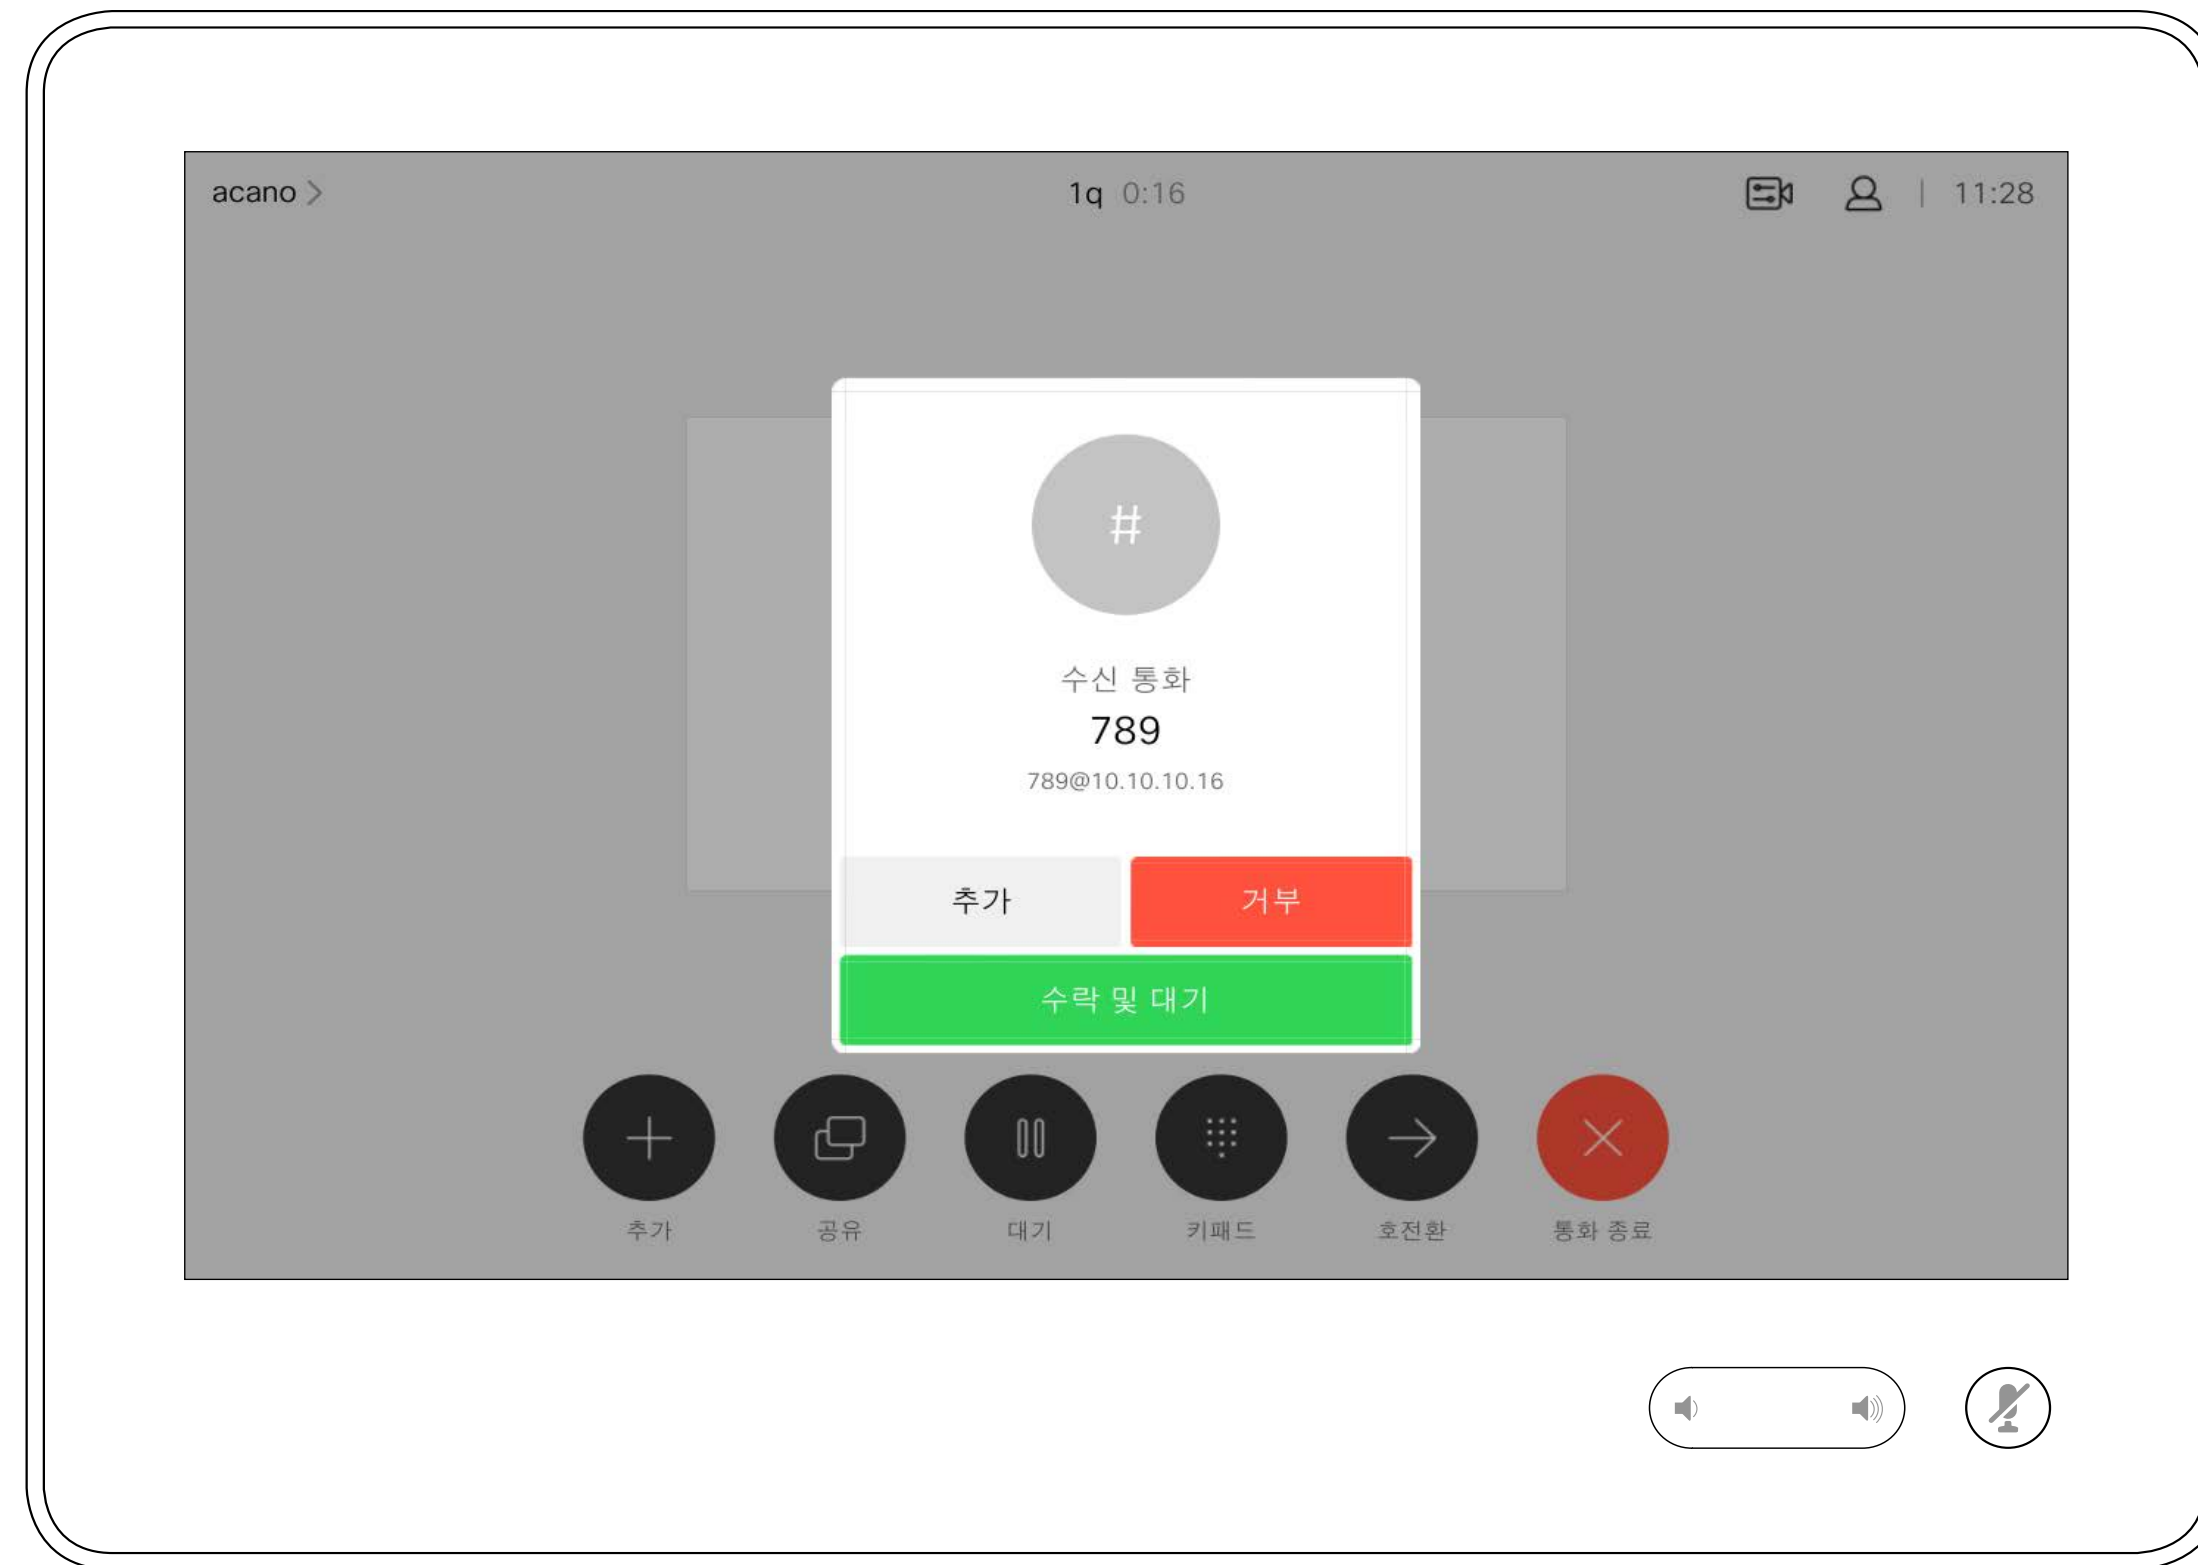 acano
1q 0:16
11:28
#
수신 통화
789
789@10.10.10.16
추가 거부
수락 및 대기
추가 공유 대기 키패드 호전환 통화 종료